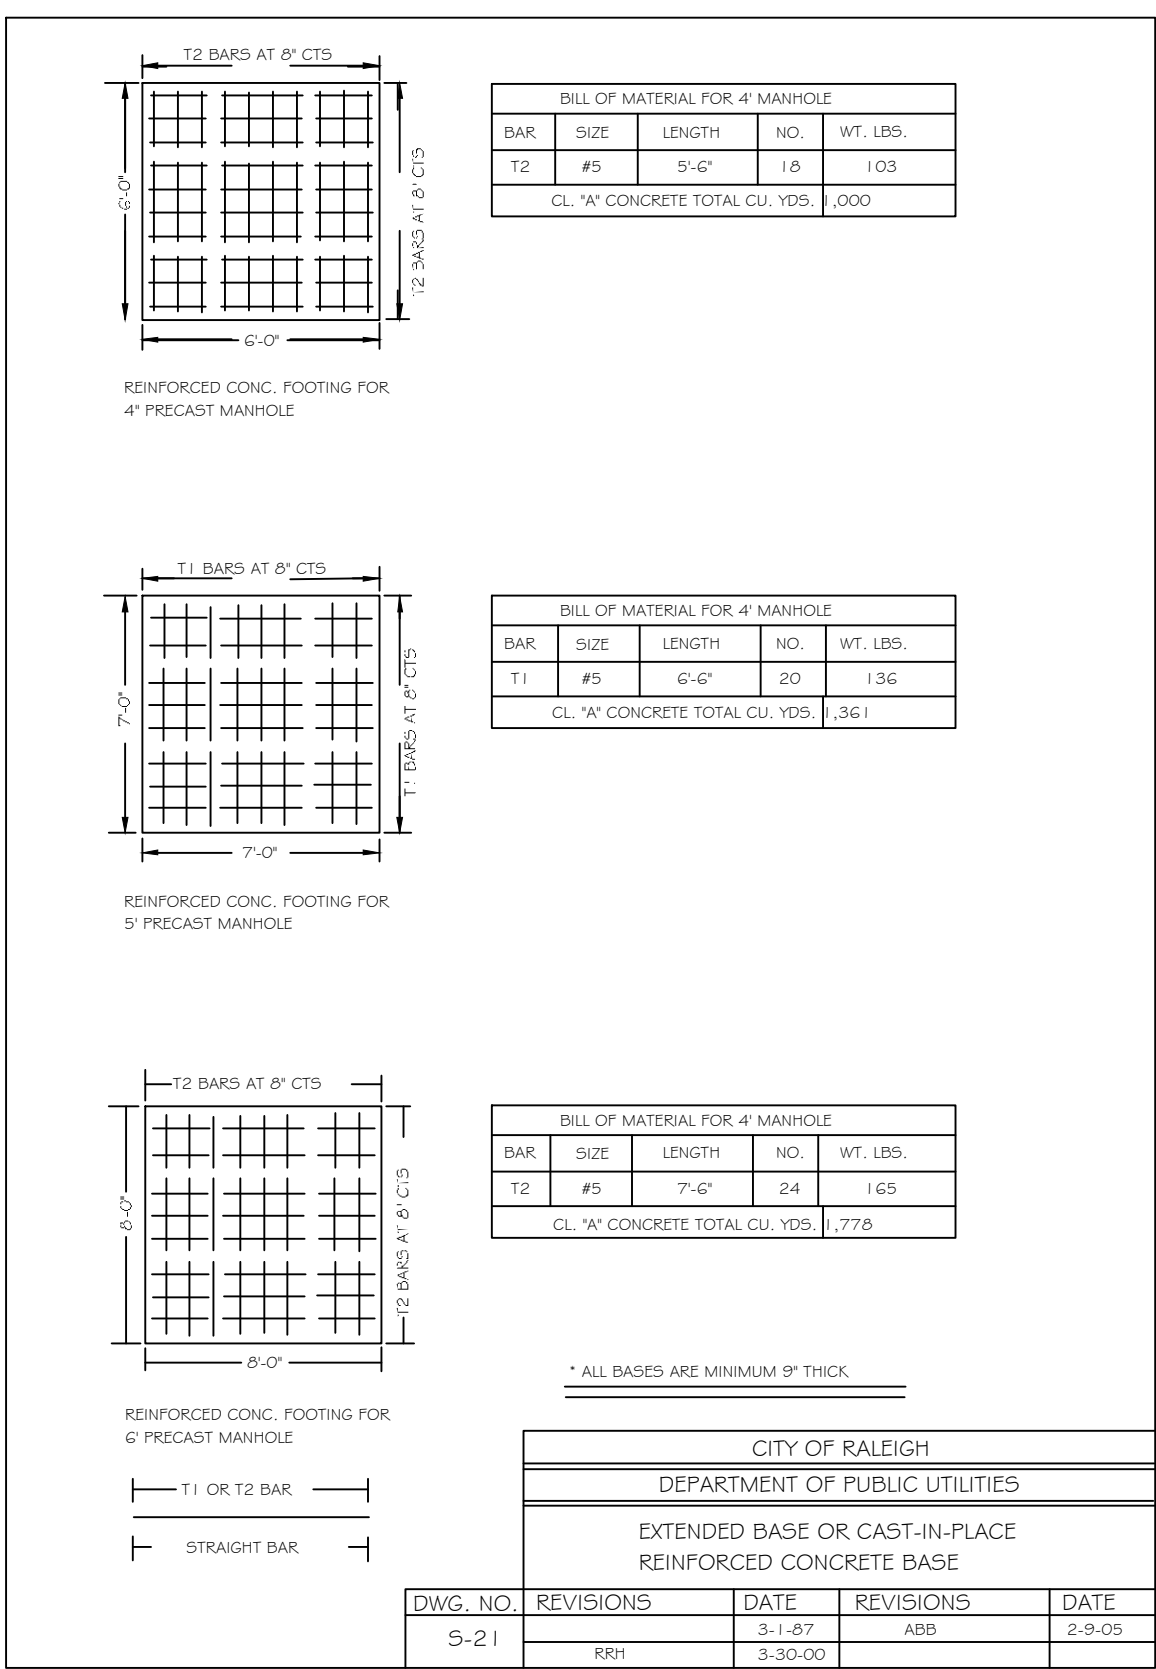 T2 BARS AT 8" CTS
6'-0"
T2 BARS AT 8' CTS
6'-0"
REINFORCED CONC. FOOTING FOR
4" PRECAST MANHOLE
BILL OF MATERIAL FOR 4' MANHOLE
BAR SIZE LENGTH NO. WT. LBS.
T2 #5 5'-6" 18 103
CL. "A" CONCRETE TOTAL CU. YDS. 1,000
T1 BARS AT 8" CTS
7'-0"
T1 BARS AT 8" CTS
7'-0"
REINFORCED CONC. FOOTING FOR
5' PRECAST MANHOLE
BILL OF MATERIAL FOR 4' MANHOLE
BAR SIZE LENGTH NO. WT. LBS.
T1 #5 6'-6" 20 136
CL. "A" CONCRETE TOTAL CU. YDS. 1,361
T2 BARS AT 8" CTS
8-0"
T2 BARS AT 8' CTS
8'-0"
REINFORCED CONC. FOOTING FOR
6' PRECAST MANHOLE
BILL OF MATERIAL FOR 4' MANHOLE
BAR SIZE LENGTH NO. WT. LBS.
T2 #5 7'-6" 24 165
CL. "A" CONCRETE TOTAL CU. YDS. 1,778
* ALL BASES ARE MINIMUM 9" THICK
T1 OR T2 BAR
STRAIGHT BAR
CITY OF RALEIGH
DEPARTMENT OF PUBLIC UTILITIES
EXTENDED BASE OR CAST-IN-PLACE
REINFORCED CONCRETE BASE
DWG. NO. REVISIONS DATE REVISIONS DATE
S-21
3-1-87 ABB 2-9-05
RRH 3-30-00